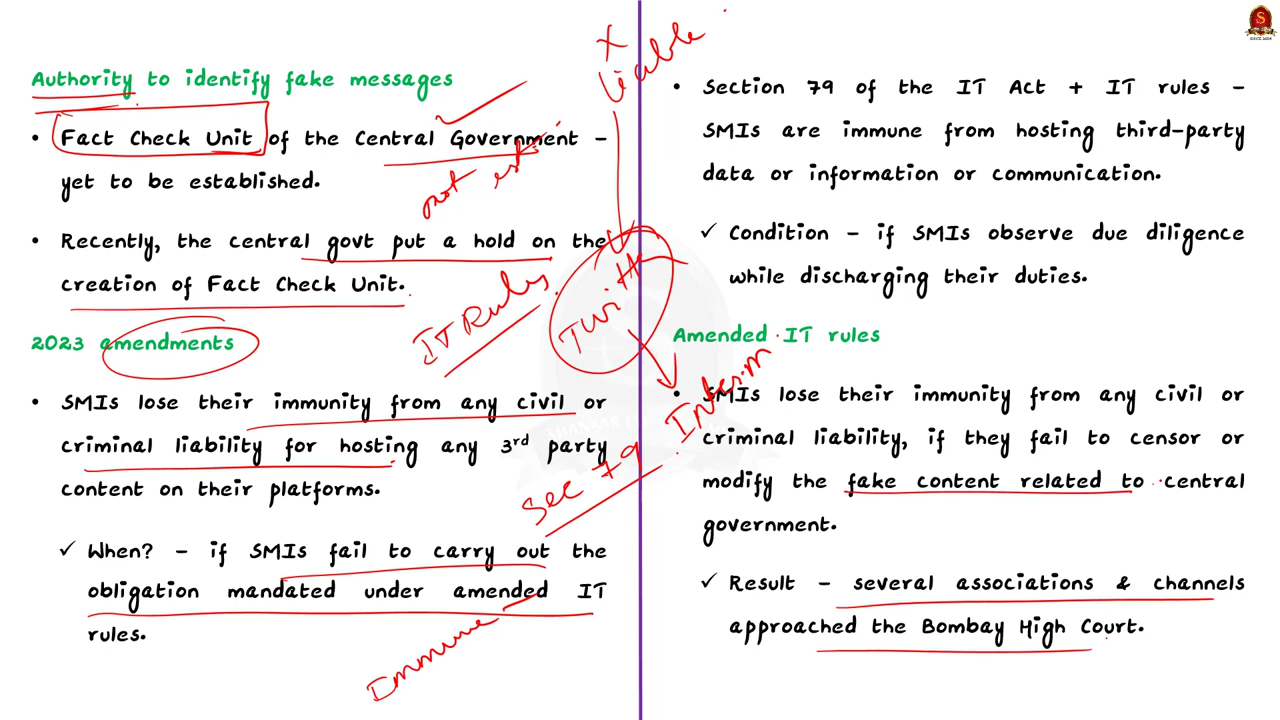 Authority to identify fake messages
• Fact Check Unit of the Central Government –
yet to be established.
• Recently, the central govt put a hold on the
creation of Fact Check Unit.
2023 amendments
• SMIs lose their immunity from any civil or
criminal liability for hosting any 3rd party
content on their platforms.
✓ When? – if SMIs fail to carry out the
obligation mandated under amended IT
rules.
X
liable
not est
IT Rules
Twitter
Sec 79
Interim
Immune
• Section 79 of the IT Act + IT rules –
SMIs are immune from hosting third-party
data or information or communication.
✓ Condition – if SMIs observe due diligence
while discharging their duties.
Amended IT rules
• SMIs lose their immunity from any civil or
criminal liability, if they fail to censor or
modify the fake content related to central
government.
✓ Result – several associations & channels
approached the Bombay High Court.
S
SINCE 2004